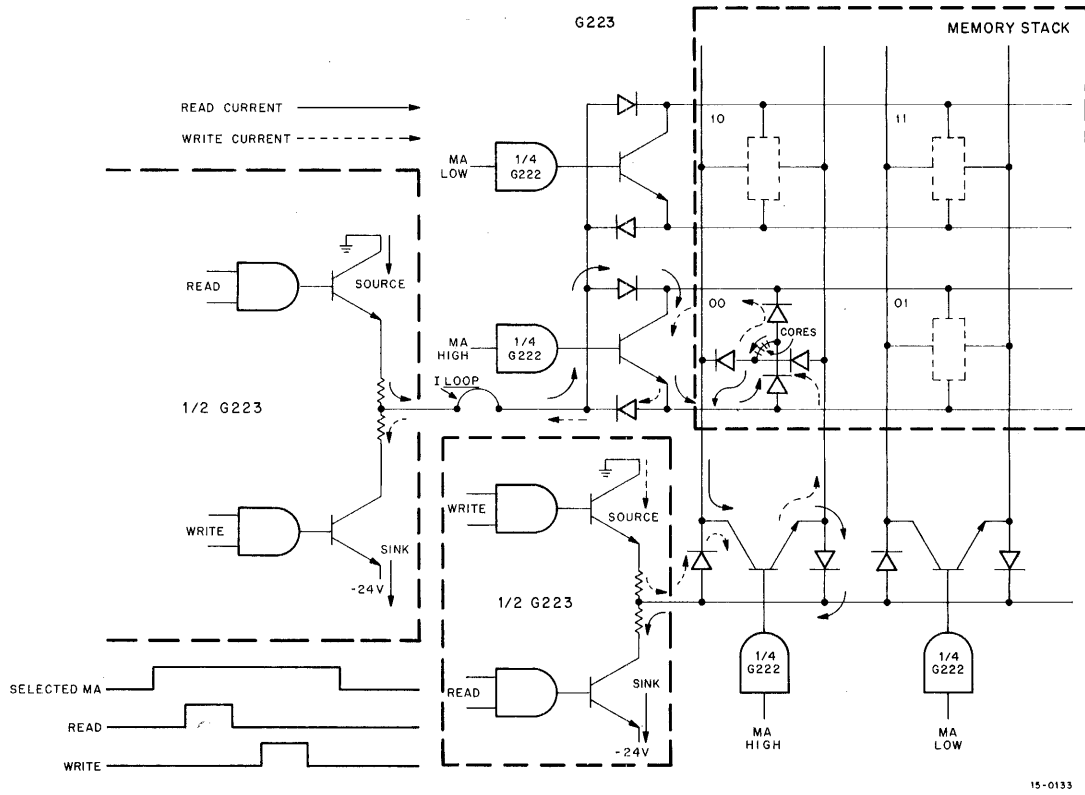 G223
MEMORY STACK
READ CURRENT
WRITE CURRENT
10
11
MA
LOW
1/4
G222
READ
SOURCE
00
01
CORES
MA
HIGH
1/4
G222
I LOOP
1/2 G223
WRITE
SINK
-24V
WRITE
SOURCE
1/2 G223
READ
SINK
-24V
1/4
G222
1/4
G222
MA
HIGH
MA
LOW
SELECTED MA
READ
WRITE
15-0133